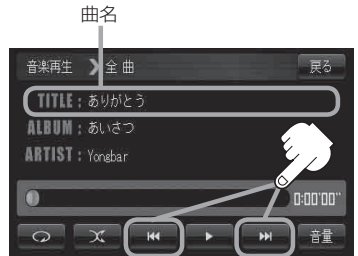 曲名
音楽再生 ❯ 全曲 戻る
TITLE : ありがとう
ALBUM : あいさつ
ARTIST : Yongbar
0:00'00"
音量